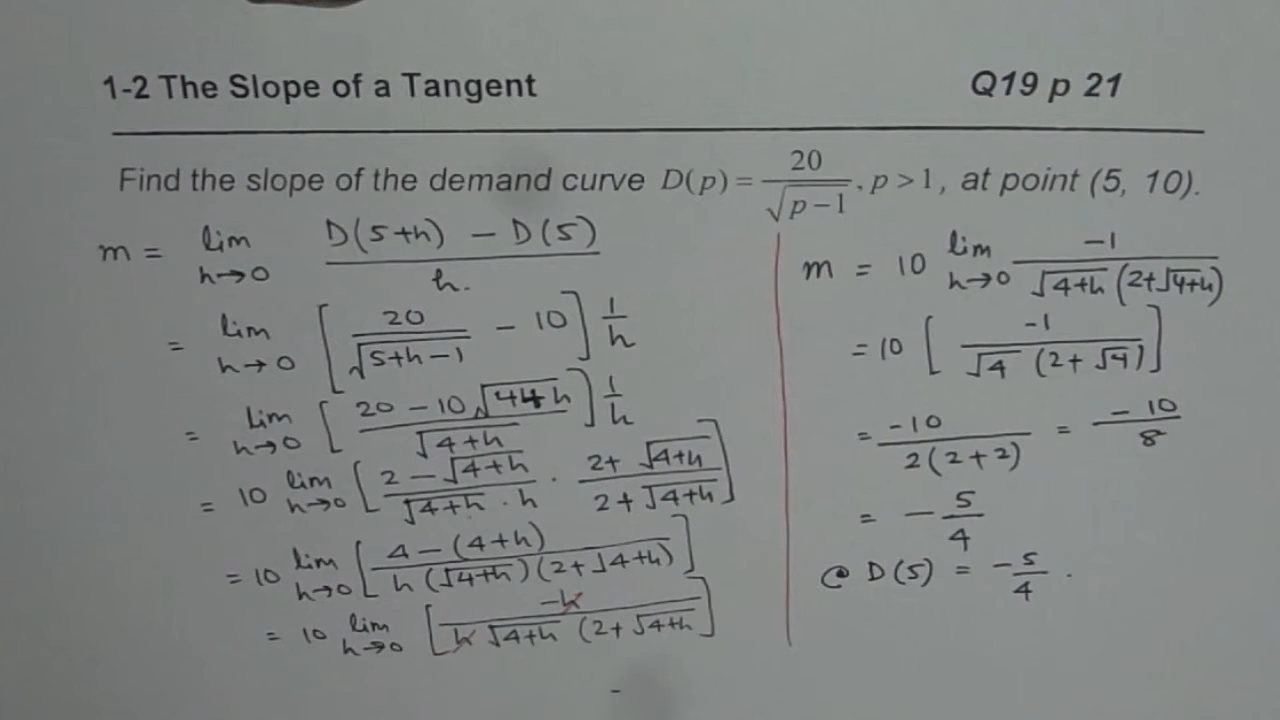 1-2 The Slope of a Tangent Q19 p 21
Find the slope of the demand curve D(p) = 20/√(p−1), p > 1, at point (5, 10).
m = lim h→0 (D(5+h) − D(5))/h.
= lim h→0 [20/√(5+h−1) − 10] 1/h
= lim h→0 [(20 − 10√(4+h))/√(4+h)] 1/h
= 10 lim h→0 [(2 − √(4+h))/(√(4+h) · h) · (2 + √(4+h))/(2 + √(4+h))]
= 10 lim h→0 [(4 − (4+h))/(h(√(4+h))(2+√(4+h)))]
= 10 lim h→0 [−h/(h √(4+h) (2+√(4+h))]
m = 10 lim h→0 −1/(√(4+h) (2+√(4+h)))
= 10 [−1/(√4 (2+√4))]
= −10/(2(2+2)) = −10/8
= −5/4
@ D(5) = −5/4.